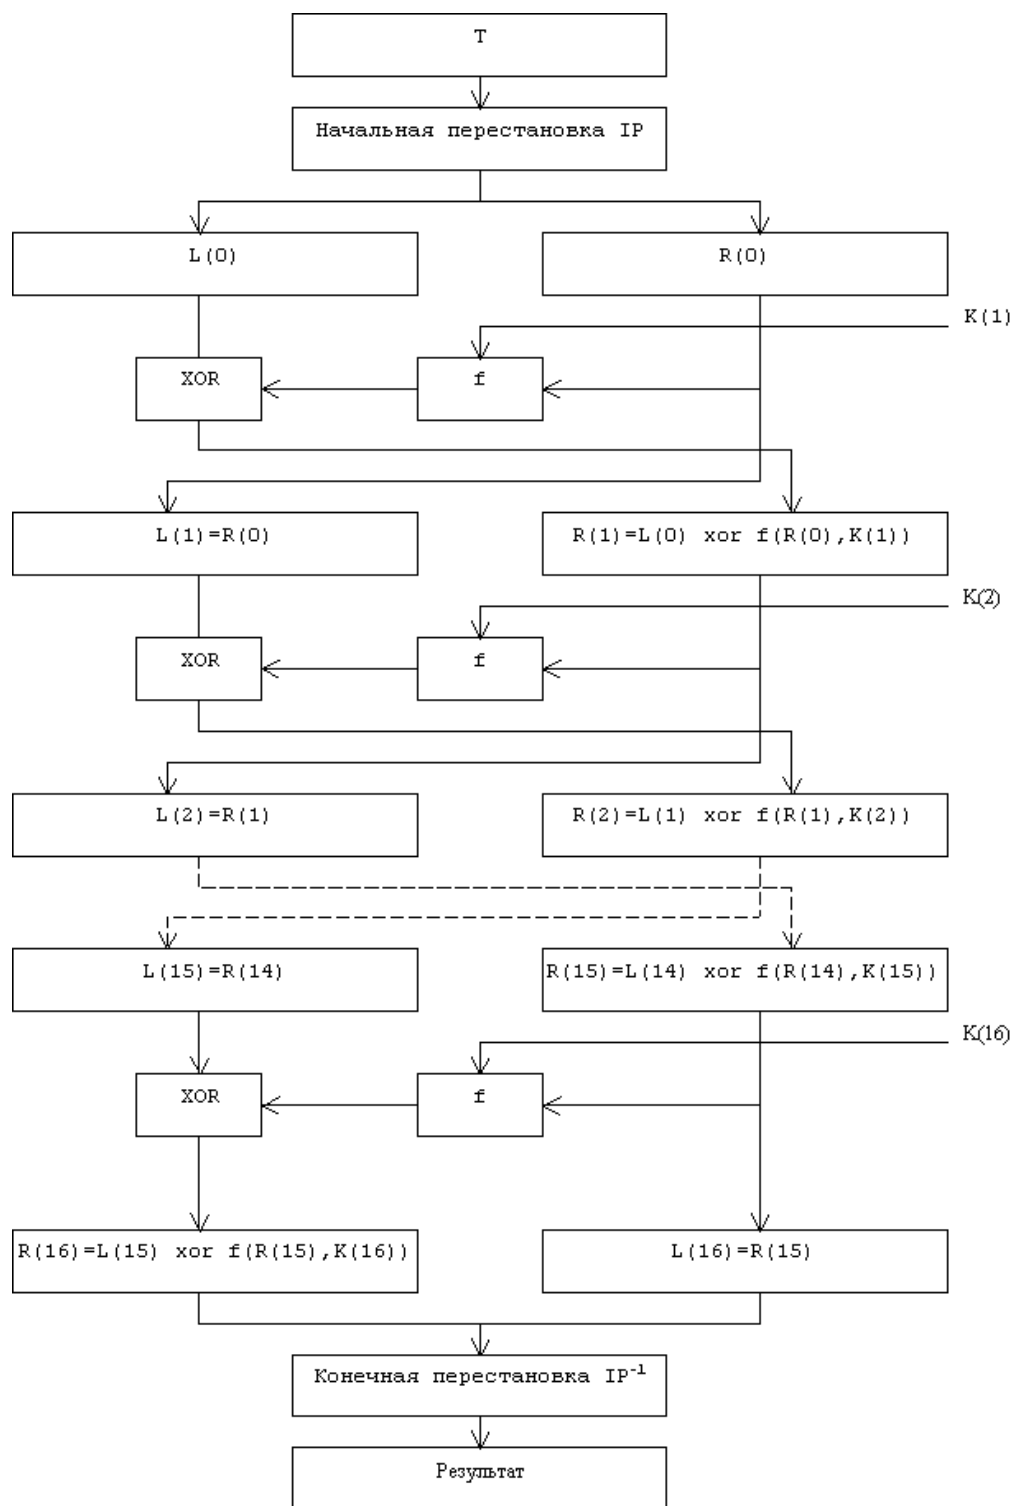 T
Начальная перестановка IP
L(0)
R(0)
K(1)
XOR
f
L(1)=R(0)
R(1)=L(0) xor f(R(0),K(1))
K(2)
XOR
f
L(2)=R(1)
R(2)=L(1) xor f(R(1),K(2))
L(15)=R(14)
R(15)=L(14) xor f(R(14),K(15))
K(16)
XOR
f
R(16)=L(15) xor f(R(15),K(16))
L(16)=R(15)
Конечная перестановка IP⁻¹
Результат